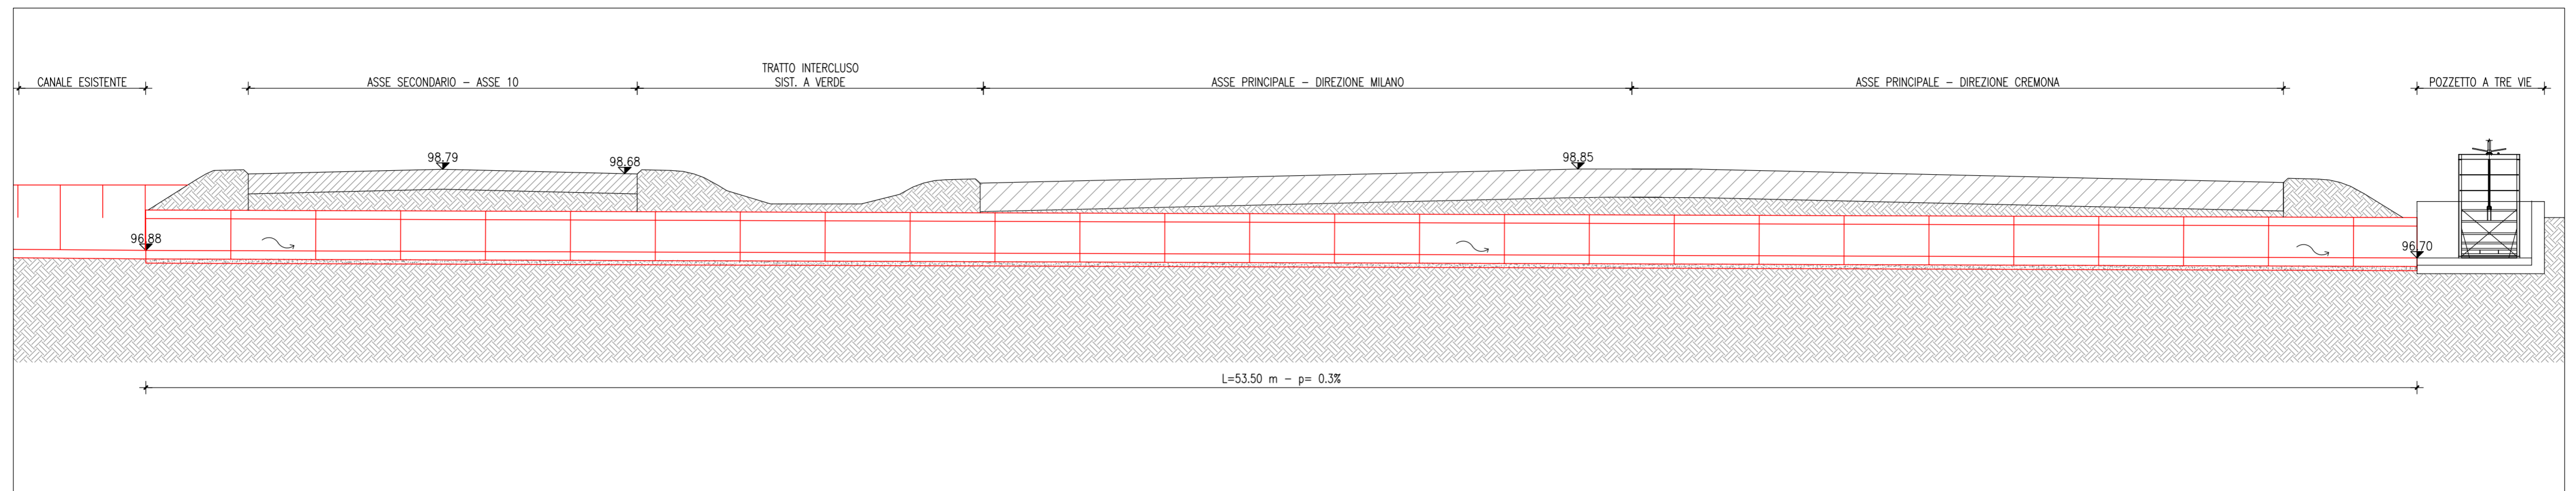 CANALE ESISTENTE
ASSE SECONDARIO - ASSE 10
TRATTO INTERCLUSO
SIST. A VERDE
ASSE PRINCIPALE - DIREZIONE MILANO
ASSE PRINCIPALE - DIREZIONE CREMONA
POZZETTO A TRE VIE
98.79
98.68
98.85
96.88
96.70
L=53.50 m - p= 0.3%